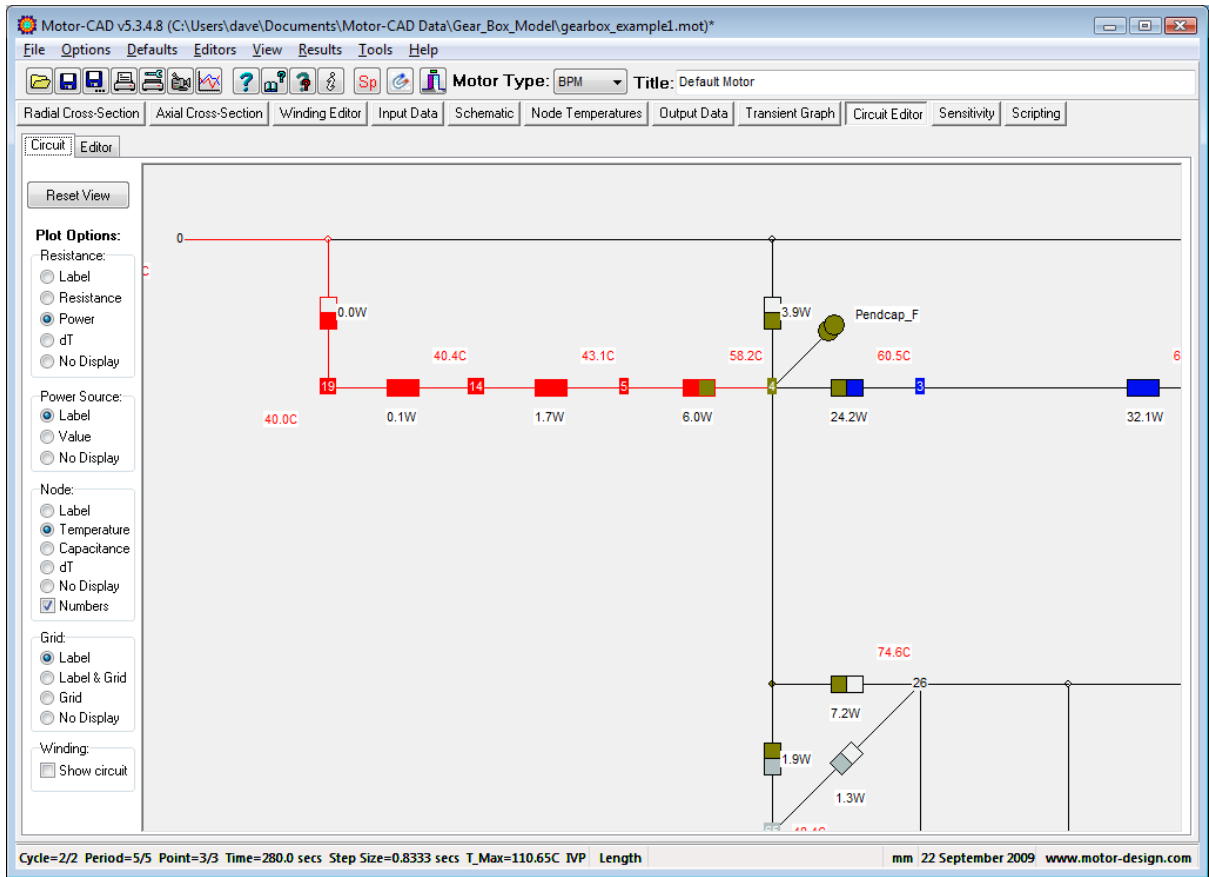 Motor-CAD v5.3.4.8 (C:\Users\dave\Documents\Motor-CAD Data\Gear_Box_Model\gearbox_example1.mot)*
File Options Defaults Editors View Results Tools Help
Sp Motor Type: BPM Title: Default Motor
Radial Cross-Section Axial Cross-Section Winding Editor Input Data Schematic Node Temperatures Output Data Transient Graph Circuit Editor Sensitivity Scripting
Circuit Editor
Reset View
Plot Options:
Resistance:
Label
Resistance
Power
dT
No Display
Power Source:
Label
Value
No Display
Node:
Label
Temperature
Capacitance
dT
No Display
Numbers
Grid:
Label
Label & Grid
Grid
No Display
Winding:
Show circuit
0
C
0.0W 3.9W Pendcap_F
40.4C 43.1C 58.2C 60.5C 6
19 14 5 4 3
40.0C 0.1W 1.7W 6.0W 24.2W 32.1W
74.6C
26
7.2W
1.9W
1.3W
Cycle=2/2 Period=5/5 Point=3/3 Time=280.0 secs Step Size=0.8333 secs T_Max=110.65C IVP Length mm 22 September 2009 www.motor-design.com